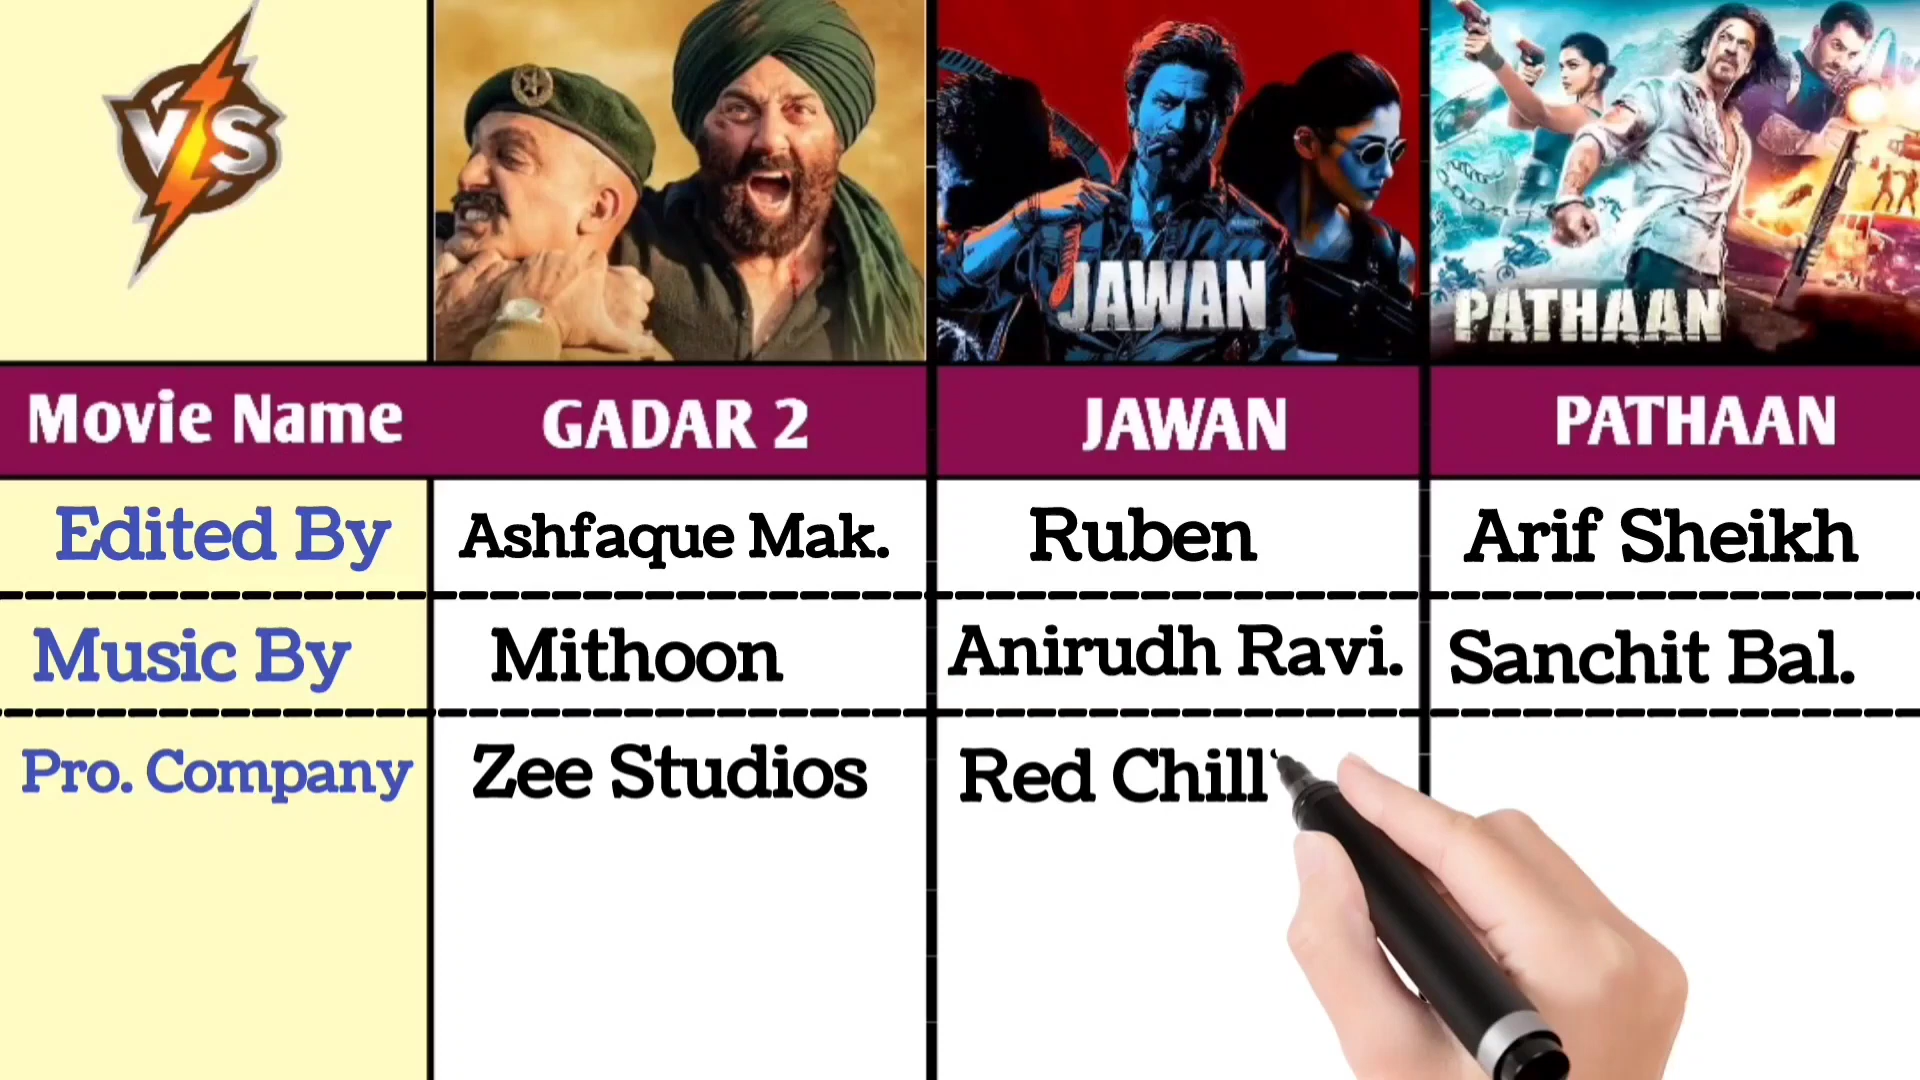 VS
JAWAN
PATHAAN
Movie Name GADAR 2 JAWAN PATHAAN
Edited By Ashfaque Mak. Ruben Arif Sheikh
Music By Mithoon Anirudh Ravi. Sanchit Bal.
Pro. Company Zee Studios Red Chill